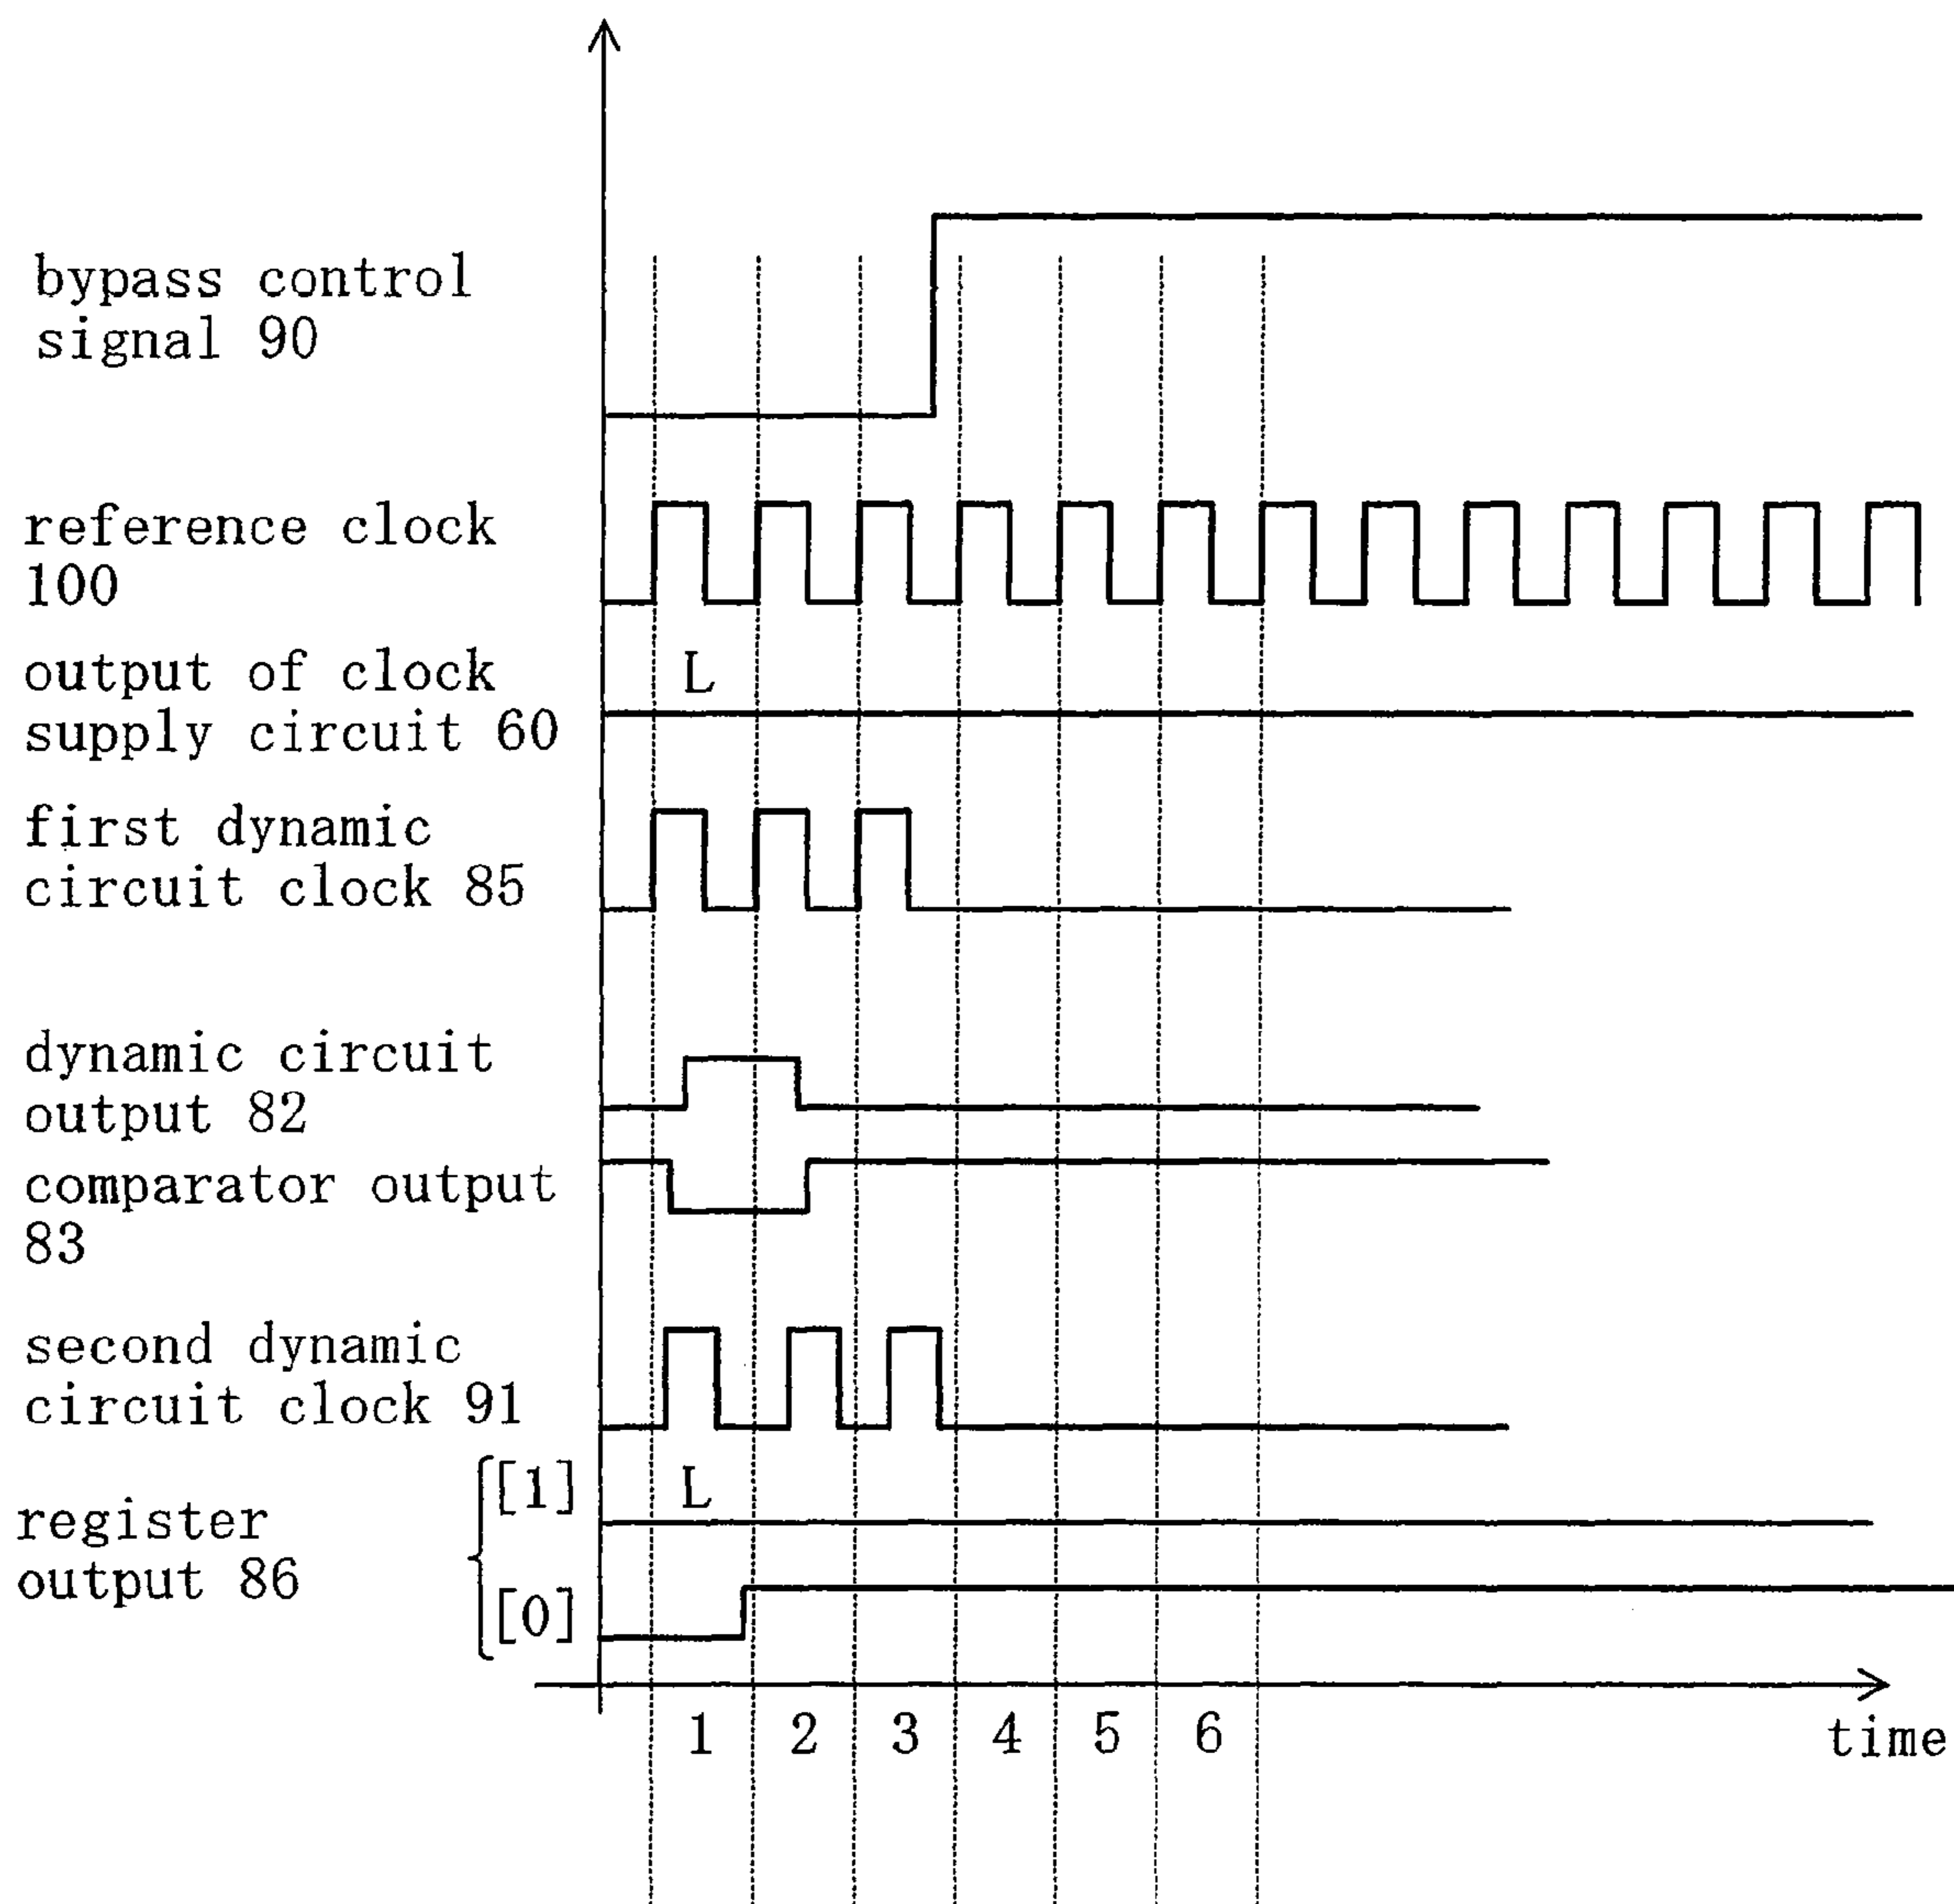 bypass control
signal 90
reference clock
100
output of clock
supply circuit 60
L
first dynamic
circuit clock 85
dynamic circuit
output 82
comparator output
83
second dynamic
circuit clock 91
register
output 86
[1]
L
[0]
1 2 3 4 5 6
time